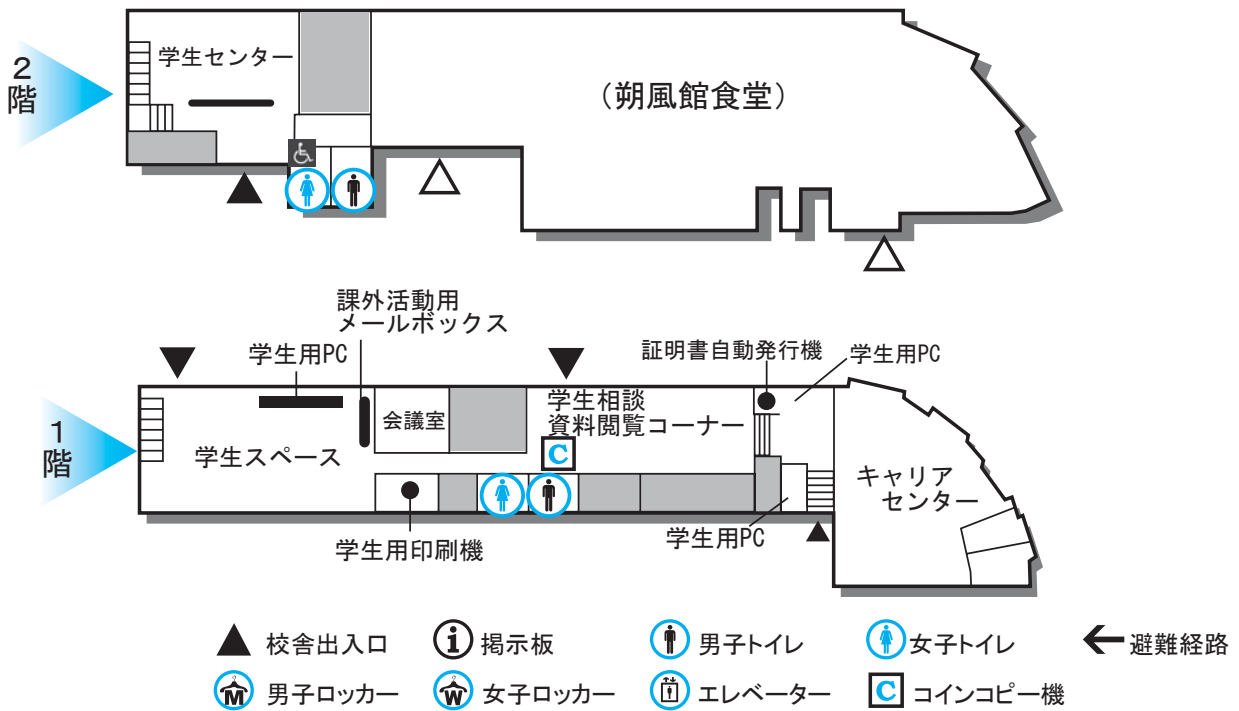 2
階
学生センター
(朔風館食堂)
課外活動用
メールボックス
学生用PC
証明書自動発行機
学生用PC
1
階
会議室
学生相談
資料閲覧コーナー
C
学生スペース
キャリア
センター
学生用印刷機
学生用PC
校舎出入口
i 掲示板
男子トイレ
女子トイレ
避難経路
M 男子ロッカー
W 女子ロッカー
エレベーター
C コインコピー機